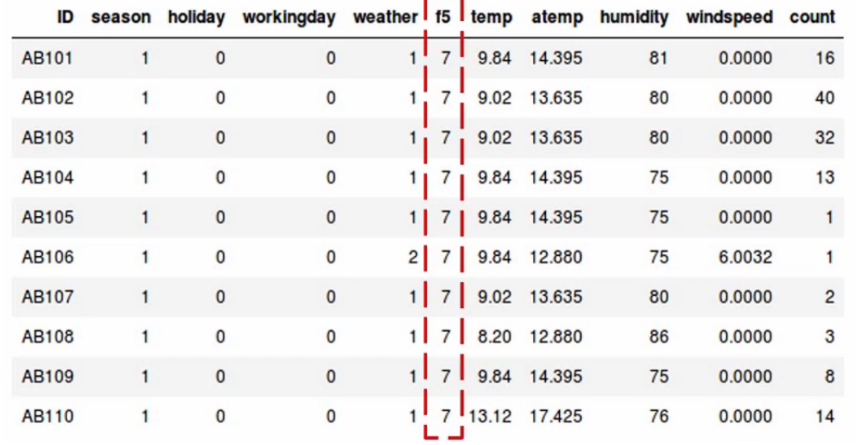 ID season holiday workingday weather f5 temp atemp humidity windspeed count
AB101 1 0 0 1 7 9.84 14.395 81 0.0000 16
AB102 1 0 0 1 7 9.02 13.635 80 0.0000 40
AB103 1 0 0 1 7 9.02 13.635 80 0.0000 32
AB104 1 0 0 1 7 9.84 14.395 75 0.0000 13
AB105 1 0 0 1 7 9.84 14.395 75 0.0000 1
AB106 1 0 0 2 7 9.84 12.880 75 6.0032 1
AB107 1 0 0 1 7 9.02 13.635 80 0.0000 2
AB108 1 0 0 1 7 8.20 12.880 86 0.0000 3
AB109 1 0 0 1 7 9.84 14.395 75 0.0000 8
AB110 1 0 0 1 7 13.12 17.425 76 0.0000 14